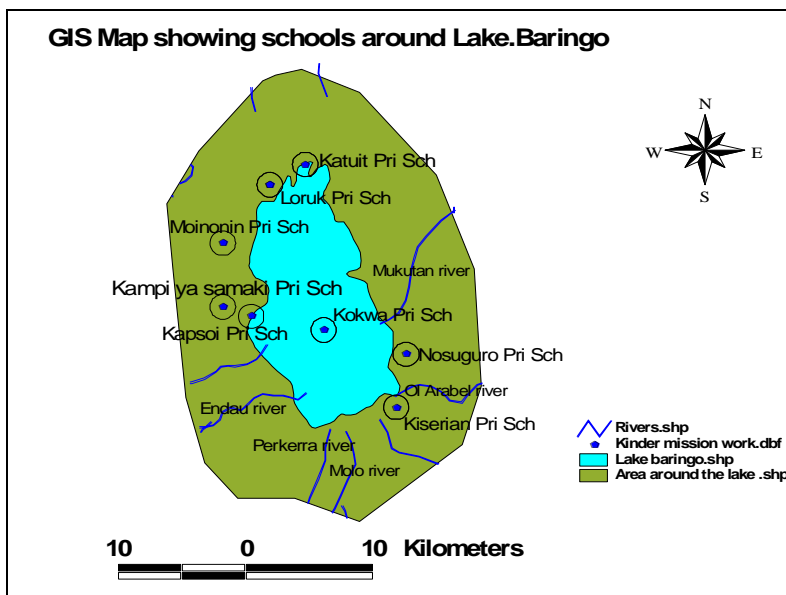 GIS Map showing schools around Lake.Baringo
N
W E
S
Katuit Pri Sch
Loruk Pri Sch
Moinonin Pri Sch
Mukutan river
Kampi ya samaki Pri Sch
Kokwa Pri Sch
Kapsoi Pri Sch
Nosuguro Pri Sch
Ol Arabel river
Endau river
Kiserian Pri Sch
Perkerra river
Molo river
Rivers.shp
Kinder mission work.dbf
Lake baringo.shp
Area around the lake .shp
10 0 10 Kilometers